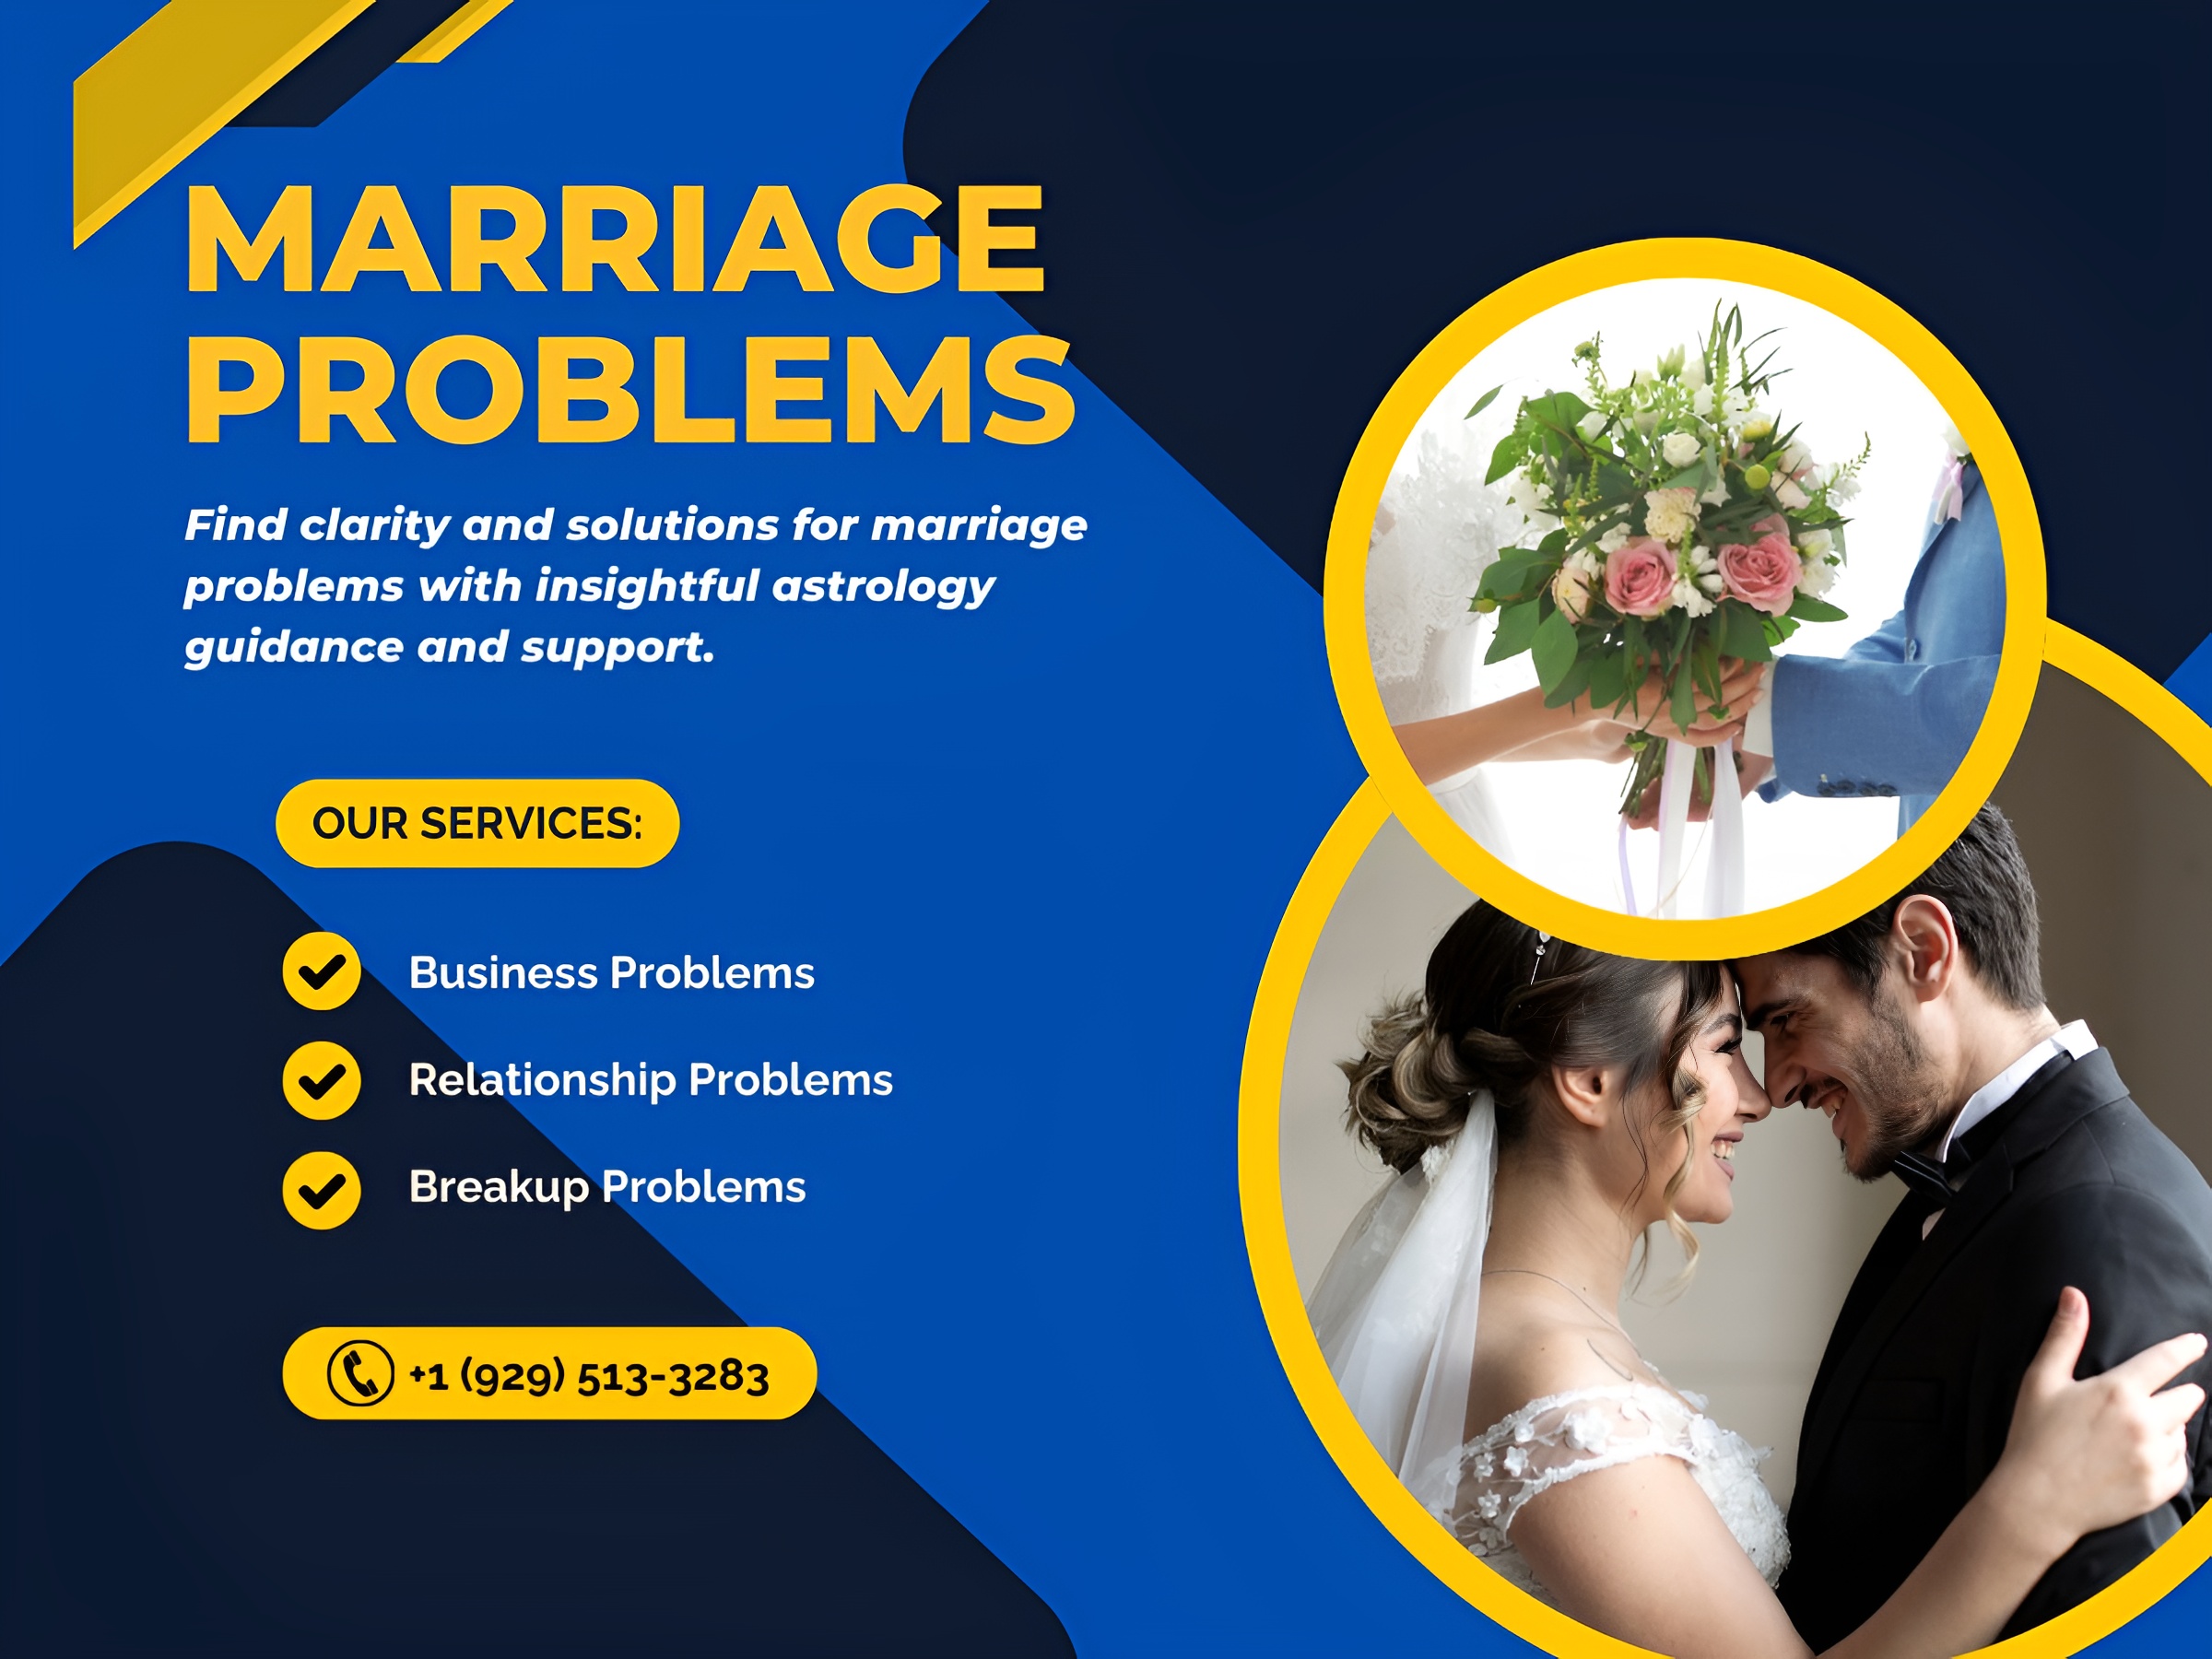 MARRIAGE
PROBLEMS
Find clarity and solutions for marriage
problems with insightful astrology
guidance and support.
OUR SERVICES:
Business Problems
Relationship Problems
Breakup Problems
+1 (929) 513-3283